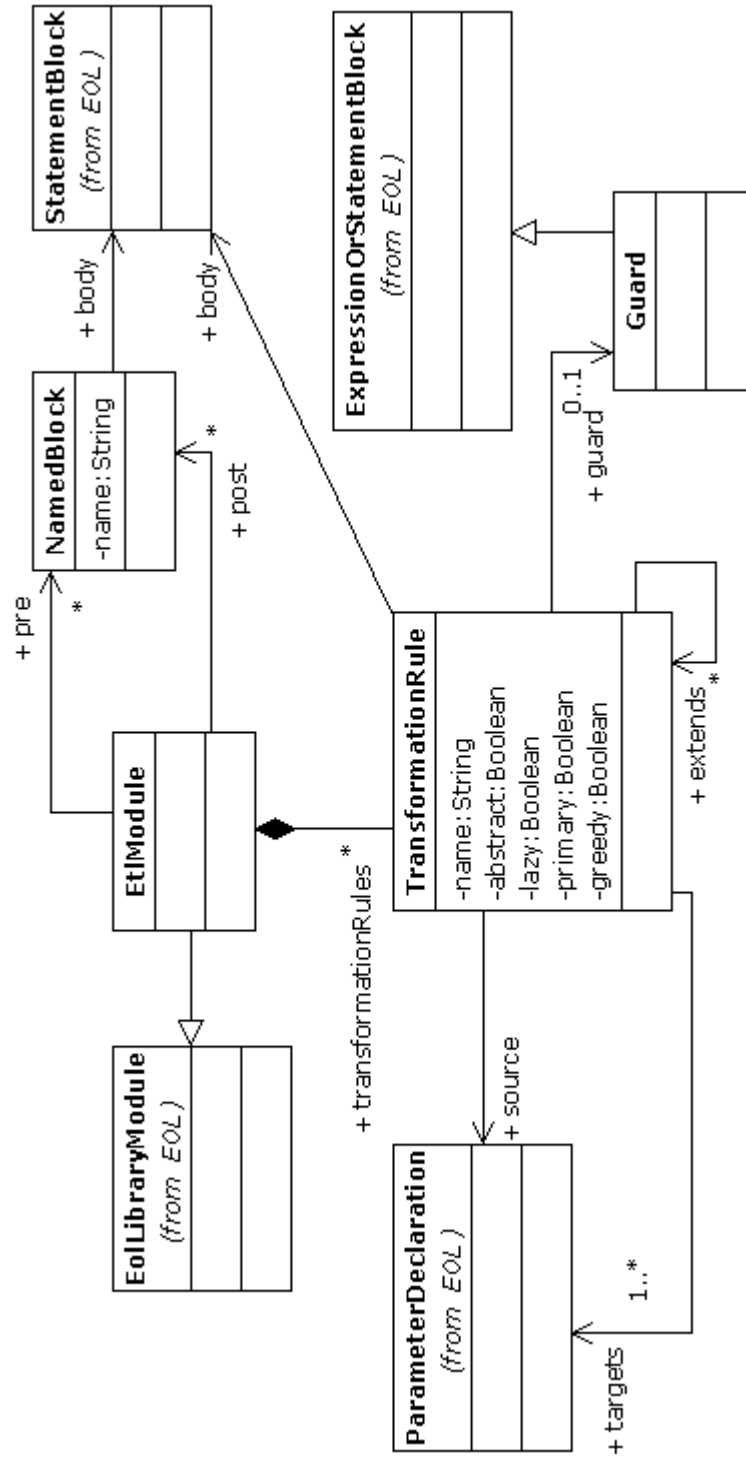 EolLibraryModule
(from EOL)
EtlModule
+ pre
*
NamedBlock
-name:String
*
+ post
+ body
StatementBlock
(from EOL)
+ body
+ transformationRules
*
ParameterDeclaration
(from EOL)
+ source
+ targets
1..*
TransformationRule
-name:String
-abstract:Boolean
-lazy:Boolean
-primary:Boolean
-greedy:Boolean
+ extends
*
+ guard
0..1
ExpressionOrStatementBlock
(from EOL)
Guard